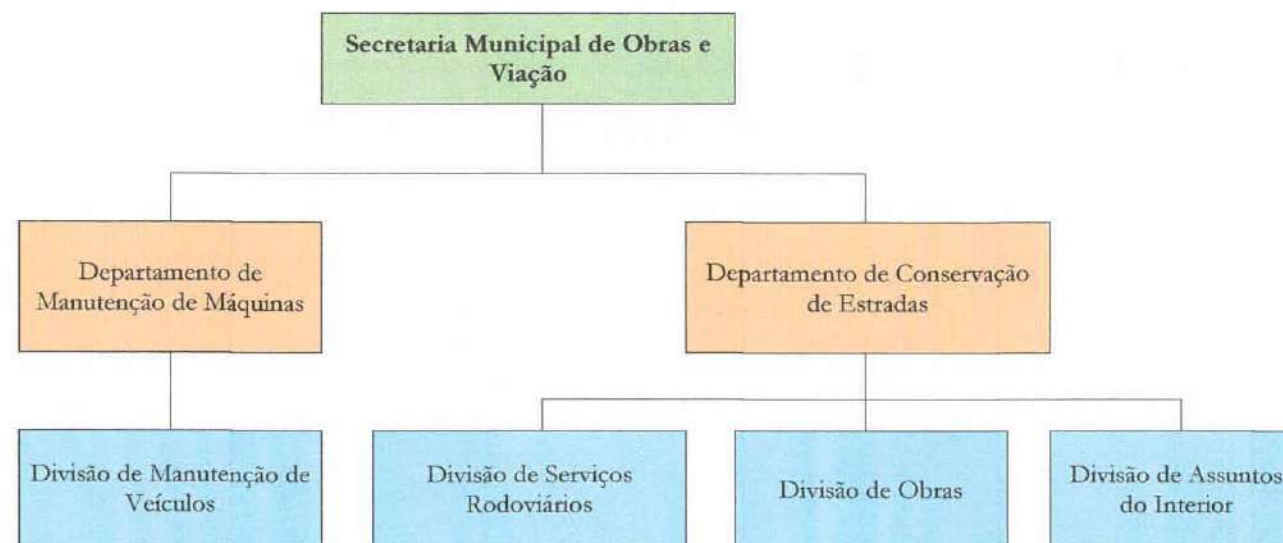 Secretaria Municipal de Obras e
Viação
Departamento de
Manutenção de Máquinas
Departamento de Conservação
de Estradas
Divisão de Manutenção de
Veículos
Divisão de Serviços
Rodoviários
Divisão de Obras
Divisão de Assuntos
do Interior